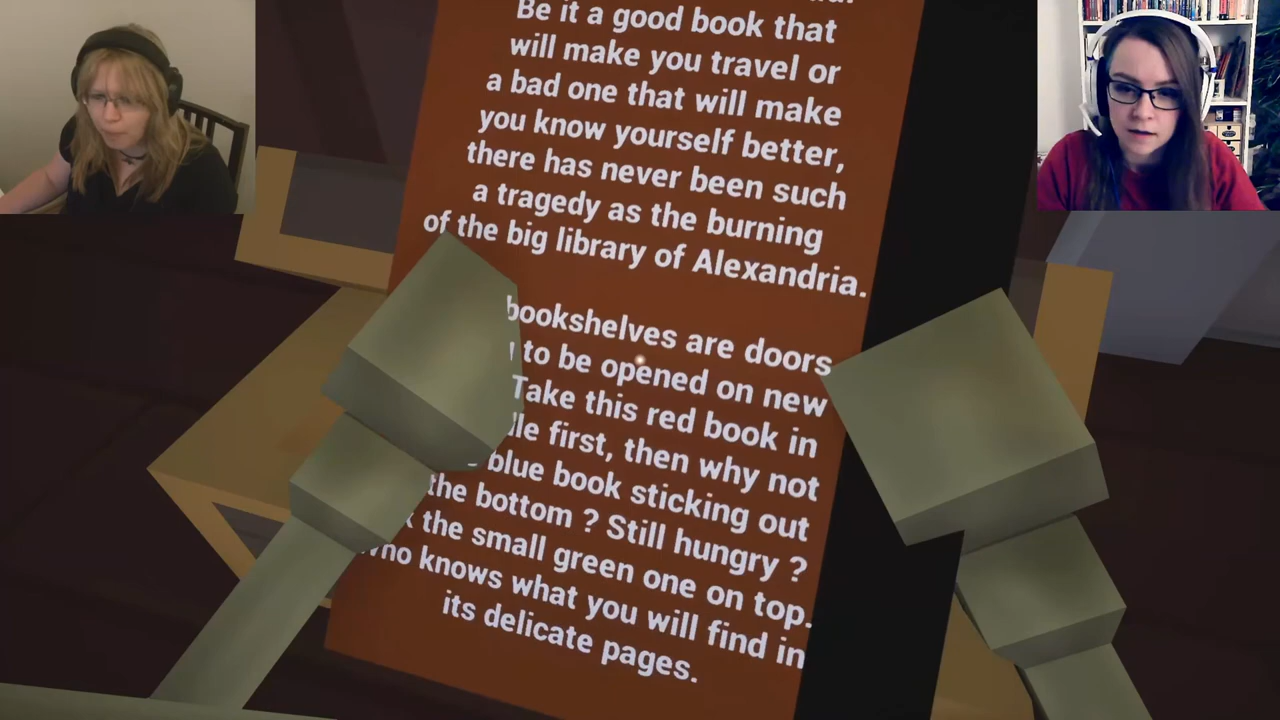 Be it a good book that
will make you travel or
a bad one that will make
you know yourself better,
there has never been such
a tragedy as the burning
of the big library of Alexandria.
bookshelves are doors
to be opened on new
Take this red book in
first, then why not
blue book sticking out
the bottom ? Still hungry ?
the small green one on top.
who knows what you will find in
its delicate pages.